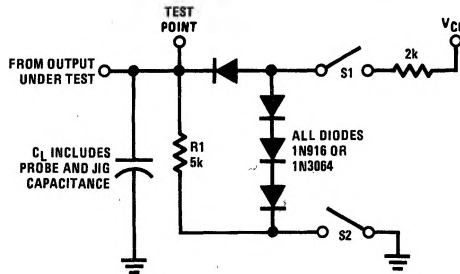 TEST
POINT
FROM OUTPUT
UNDER TEST
S1
2k
VCC
CL INCLUDES
PROBE AND JIG
CAPACITANCE
R1
5k
ALL DIODES
1N916 OR
1N3064
S2